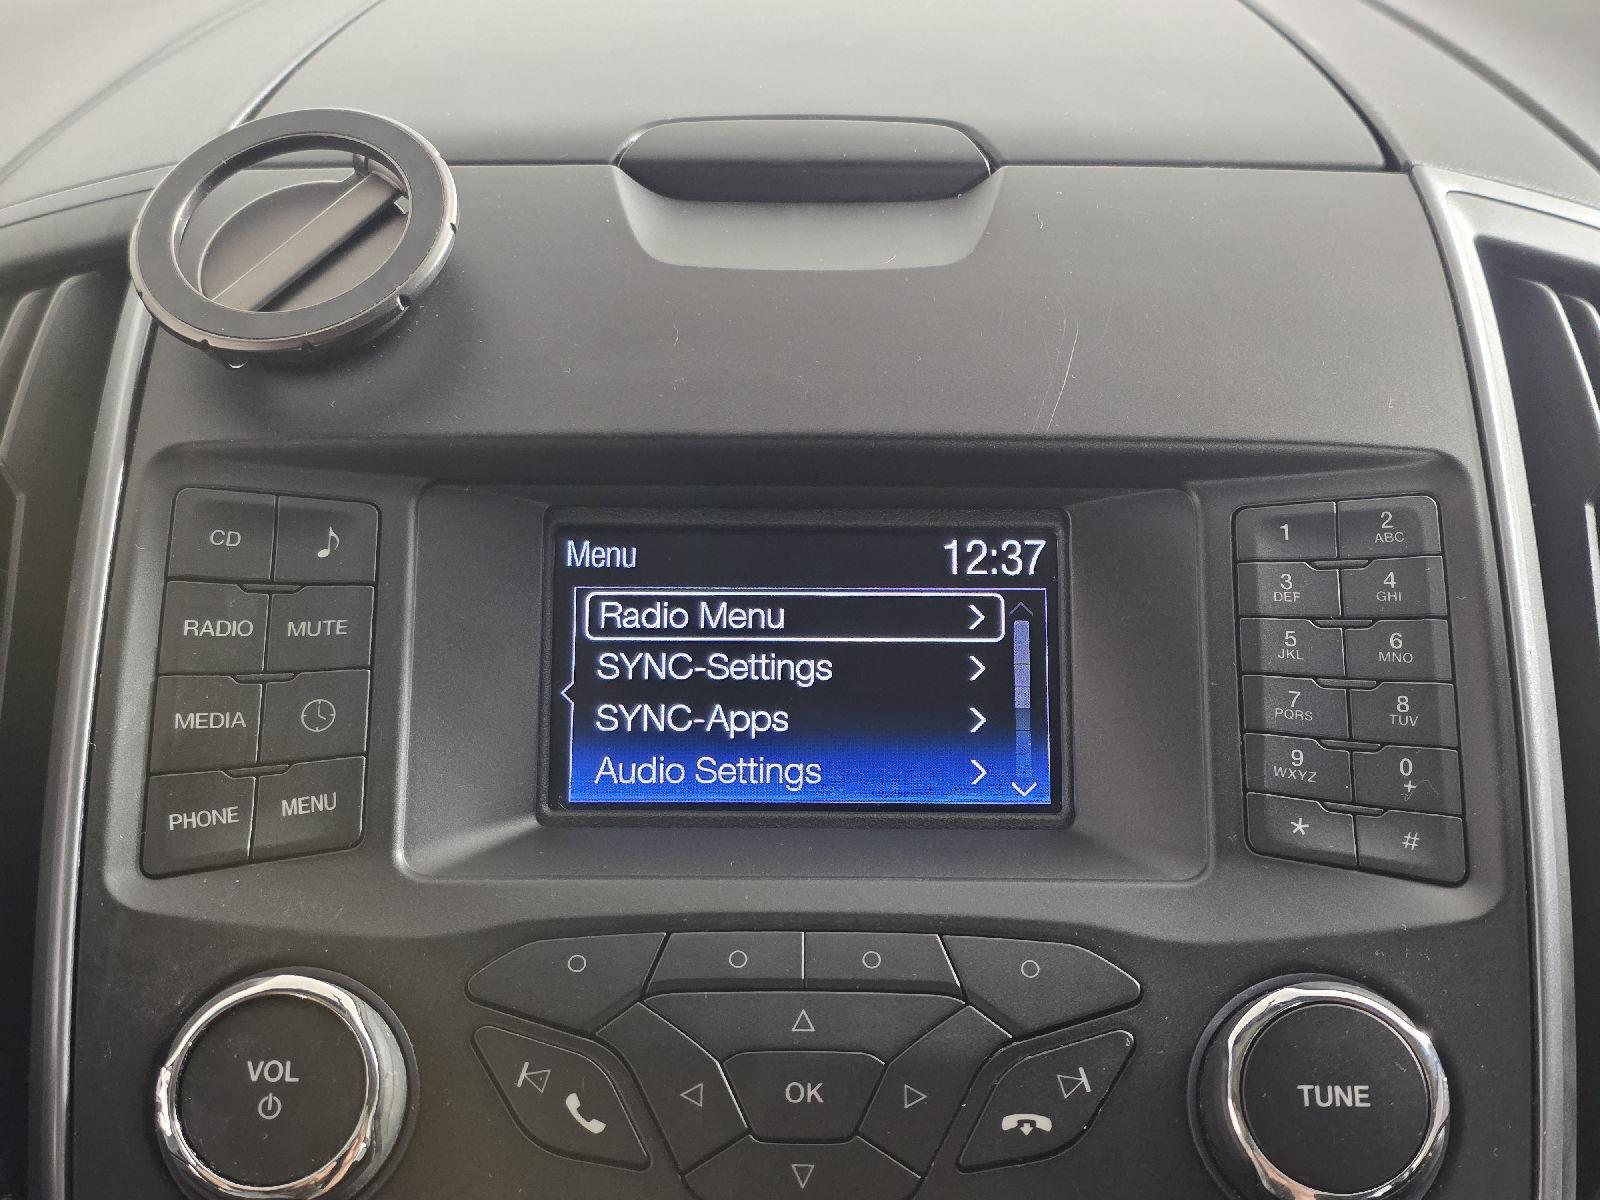 Menu 12:37
Radio Menu
SYNC-Settings
SYNC-Apps
Audio Settings
CD
RADIO MUTE
MEDIA
PHONE MENU
1 2 ABC
3 DEF 4 GHI
5 JKL 6 MNO
7 PQRS 8 TUV
9 WXYZ 0 +
* #
VOL
OK
TUNE